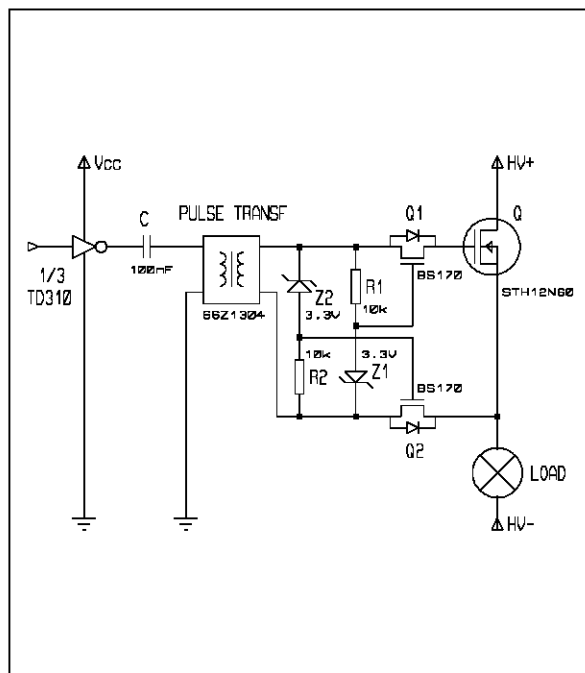 Vcc
HV+
C
PULSE TRANSF
Q1
Q
100nF
BS170
1/3
TD310
R1
Z2
STH12N60
10k
3.3V
S6Z1304
10k
3.3V
R2
Z1
BS170
Q2
LOAD
HV-